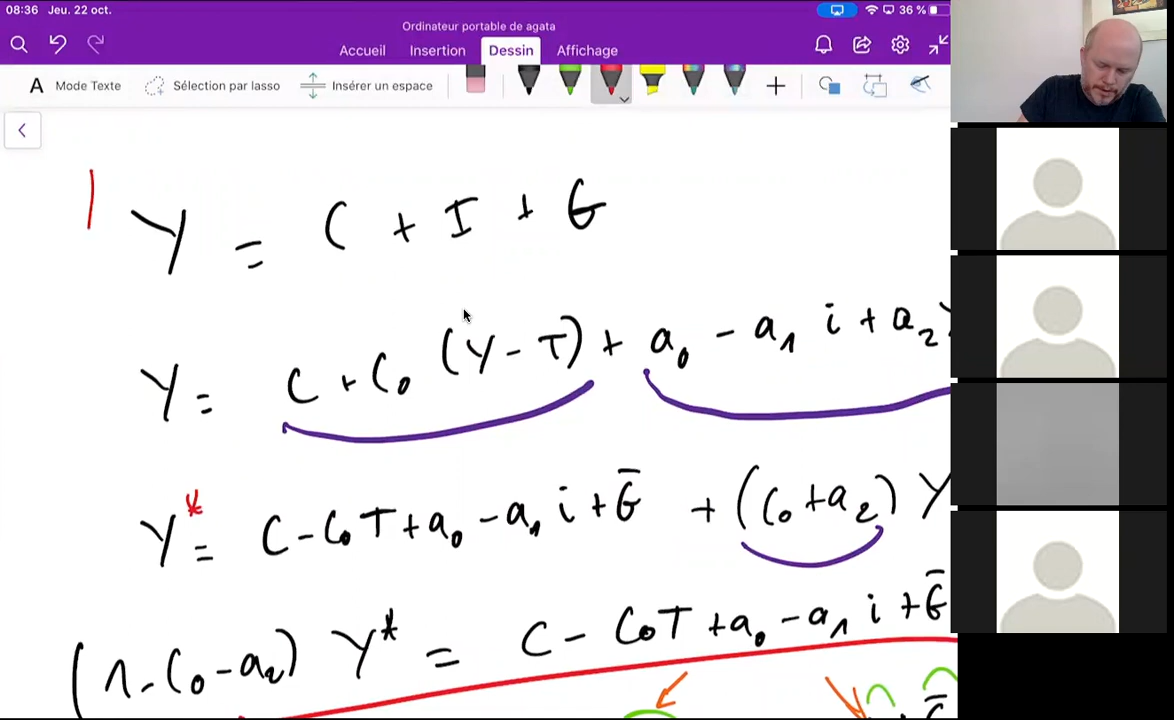 08:36 Jeu. 22 oct.
36 %
Ordinateur portable de agata
Accueil Insertion Dessin Affichage
A Mode Texte Sélection par lasso Insérer un espace
Y = C + I + G
Y = C + C₀ (Y - T) + a₀ - a₁ i + a₂
Y* = C - C₀T + a₀ - a₁ i + G̅ + (C₀ + a₂) Y
(1 - C₀ - a₂) Y* = C - C₀T + a₀ - a₁ i + G̅